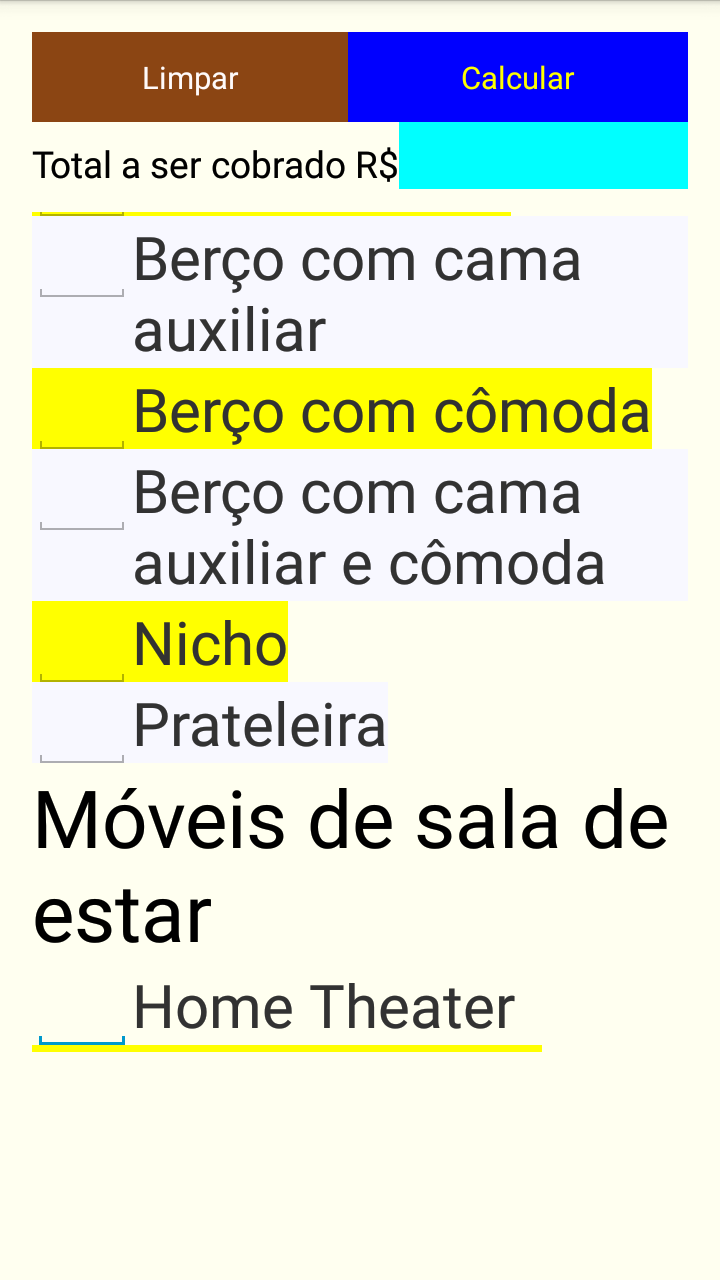 Limpar
Calcular
Total a ser cobrado R$
Berço com cama
auxiliar
Berço com cômoda
Berço com cama
auxiliar e cômoda
Nicho
Prateleira
Móveis de sala de
estar
Home Theater